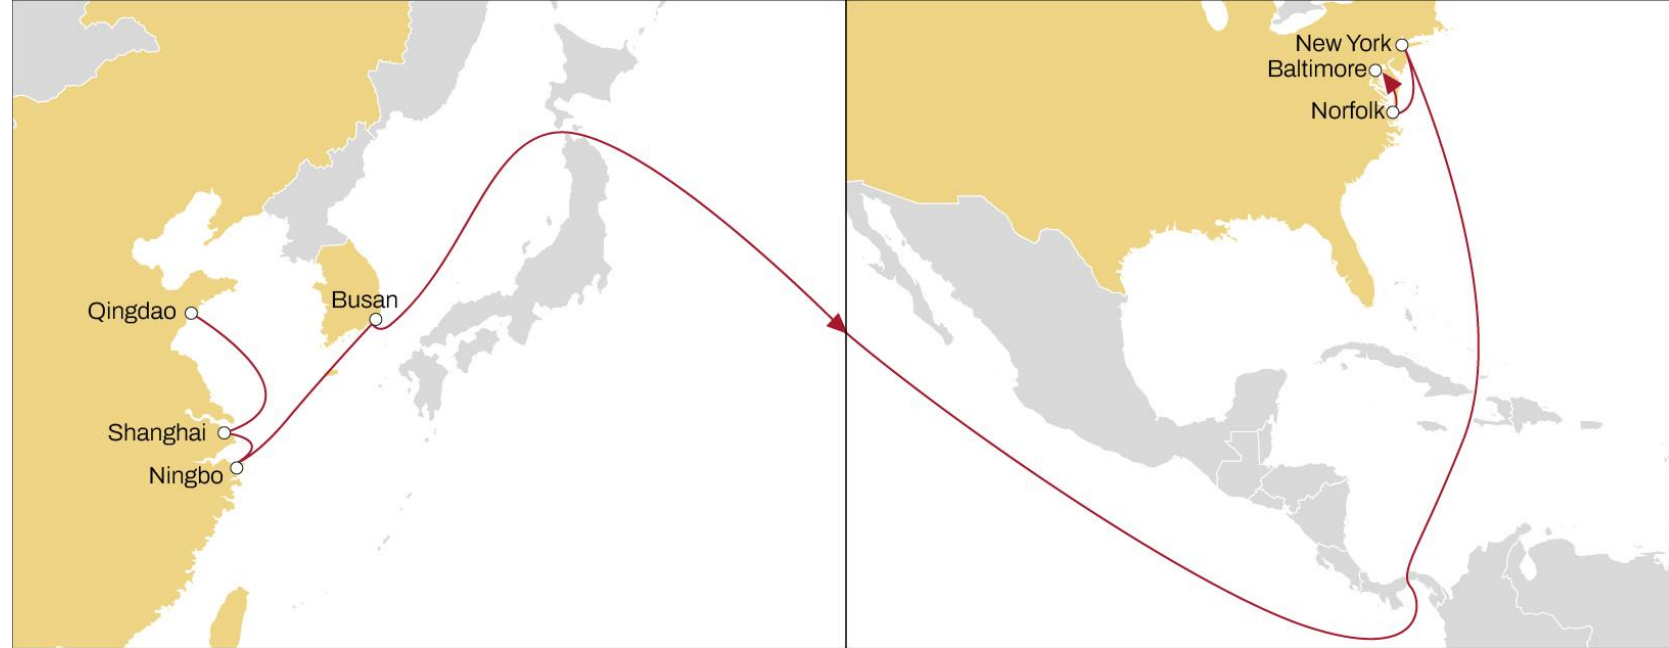 Qingdao
Shanghai
Ningbo
Busan
New York
Baltimore
Norfolk